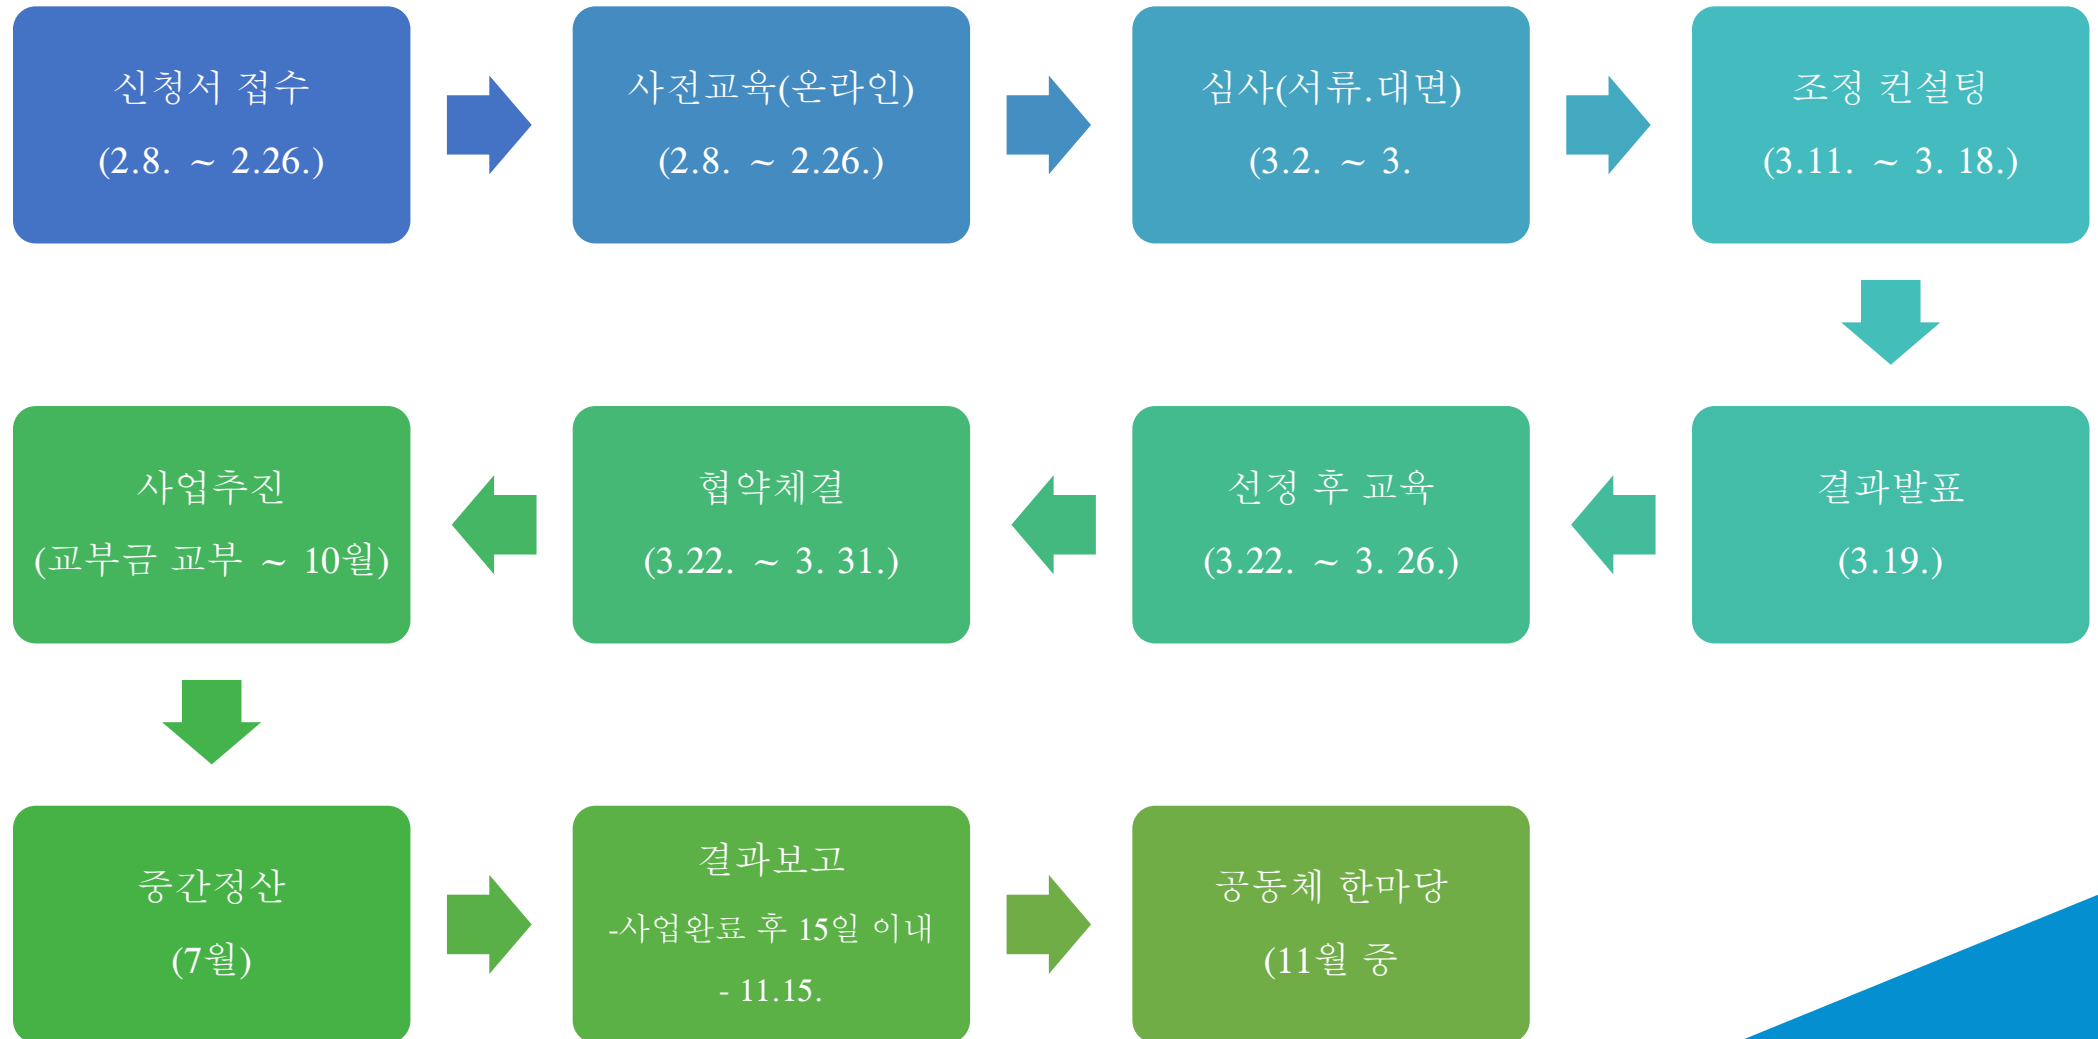 신청서 접수
(2.8. ~ 2.26.)
사전교육(온라인)
(2.8. ~ 2.26.)
심사(서류.대면)
(3.2. ~ 3.
조정 컨설팅
(3.11. ~ 3. 18.)
결과발표
(3.19.)
선정 후 교육
(3.22. ~ 3. 26.)
협약체결
(3.22. ~ 3. 31.)
사업추진
(교부금 교부 ~ 10월)
중간정산
(7월)
결과보고
-사업완료 후 15일 이내
- 11.15.
공동체 한마당
(11월 중